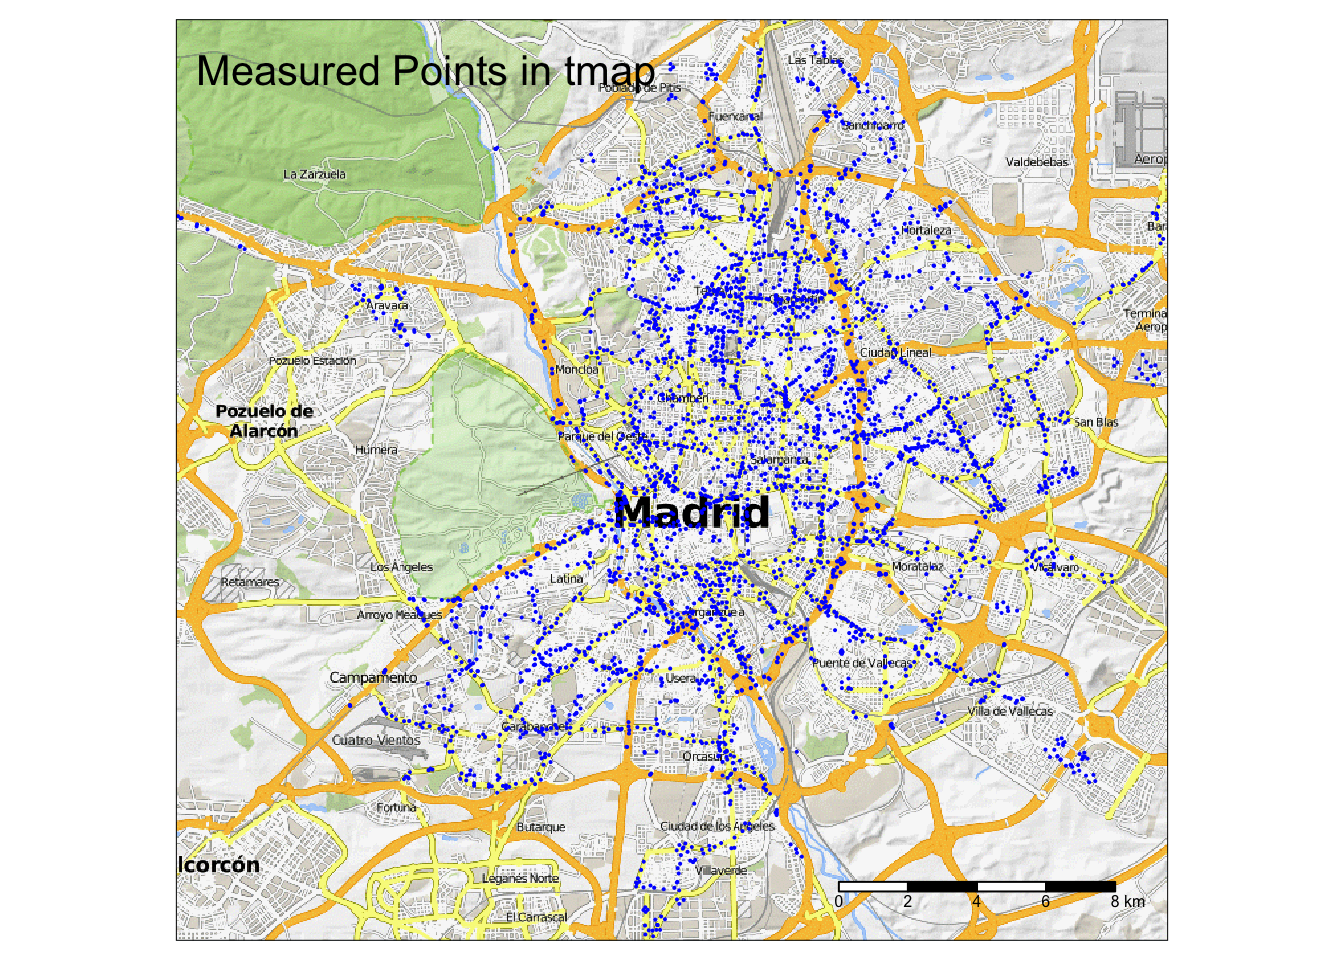 Measured Points in tmap
Las Tablas
Poblado de Pitis
Fuencarral
Sanchinarro
Valdebebas
Aerop
La Zarzuela
Hortaleza
Bar
Aravaca
Termina
Aerop
Pozuelo Estación
Ciudad Lineal
Moncloa
Chamberí
Pozuelo de
Alarcón
San Blas
Parque del Oeste
Húmera
Salamanca
Madrid
Los Ángeles
Moratalaz
Vicálvaro
Retamares
Latina
Arroyo Meaques
Arganzuela
Puente de Vallecas
Campamento
Usera
Villa de Vallecas
Carabanchel
Cuatro Vientos
Orcasur
Fortuna
Butarque
Ciudad de los Ángeles
lcorcón
Villaverde
Leganés Norte
0 2 4 6 8 km
El Carrascal